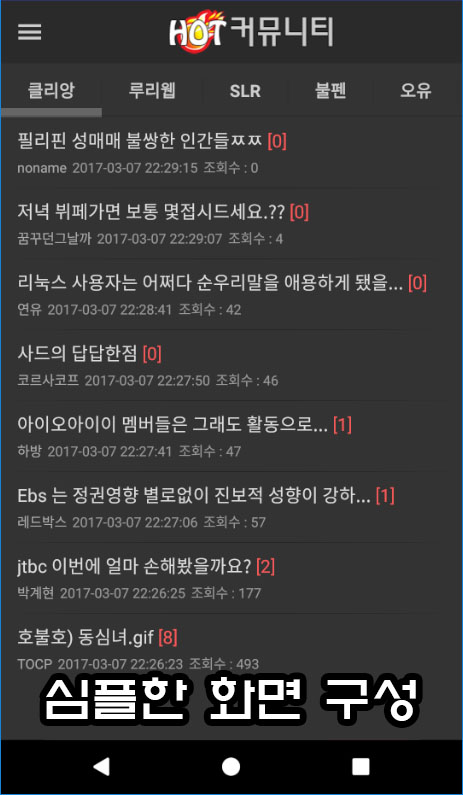 HOT커뮤니티
클리앙 루리웹 SLR 불펜 오유
필리핀 성매매 불쌍한 인간들ㅉㅉ [0]
noname 2017-03-07 22:29:15 조회수 : 0
저녁 뷔페가면 보통 몇접시드세요.?? [0]
꿈꾸던그날까 2017-03-07 22:29:07 조회수 : 4
리눅스 사용자는 어쩌다 순우리말을 애용하게 됐을... [0]
연유 2017-03-07 22:28:41 조회수 : 42
사드의 답답한점 [0]
코르사코프 2017-03-07 22:27:50 조회수 : 46
아이오아이이 멤버들은 그래도 활동으로... [1]
하방 2017-03-07 22:27:41 조회수 : 47
Ebs 는 정권영향 별로없이 진보적 성향이 강하... [1]
레드박스 2017-03-07 22:27:06 조회수 : 57
jtbc 이번에 얼마 손해봤을까요? [2]
박계현 2017-03-07 22:26:25 조회수 : 177
호불호) 동심녀.gif [8]
TOCP 2017-03-07 22:26:23 조회수 : 493
심플한 화면 구성